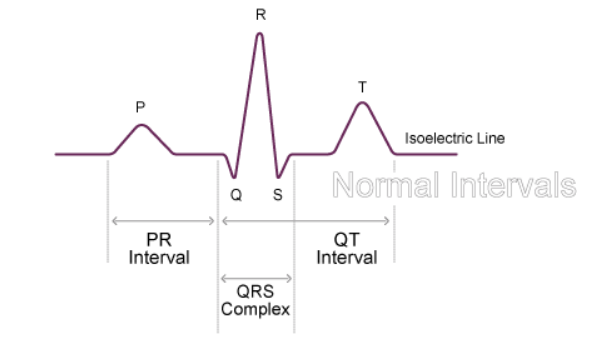 R
P
T
Isoelectric Line
Q
S
Normal Intervals
PR
Interval
QT
Interval
QRS
Complex